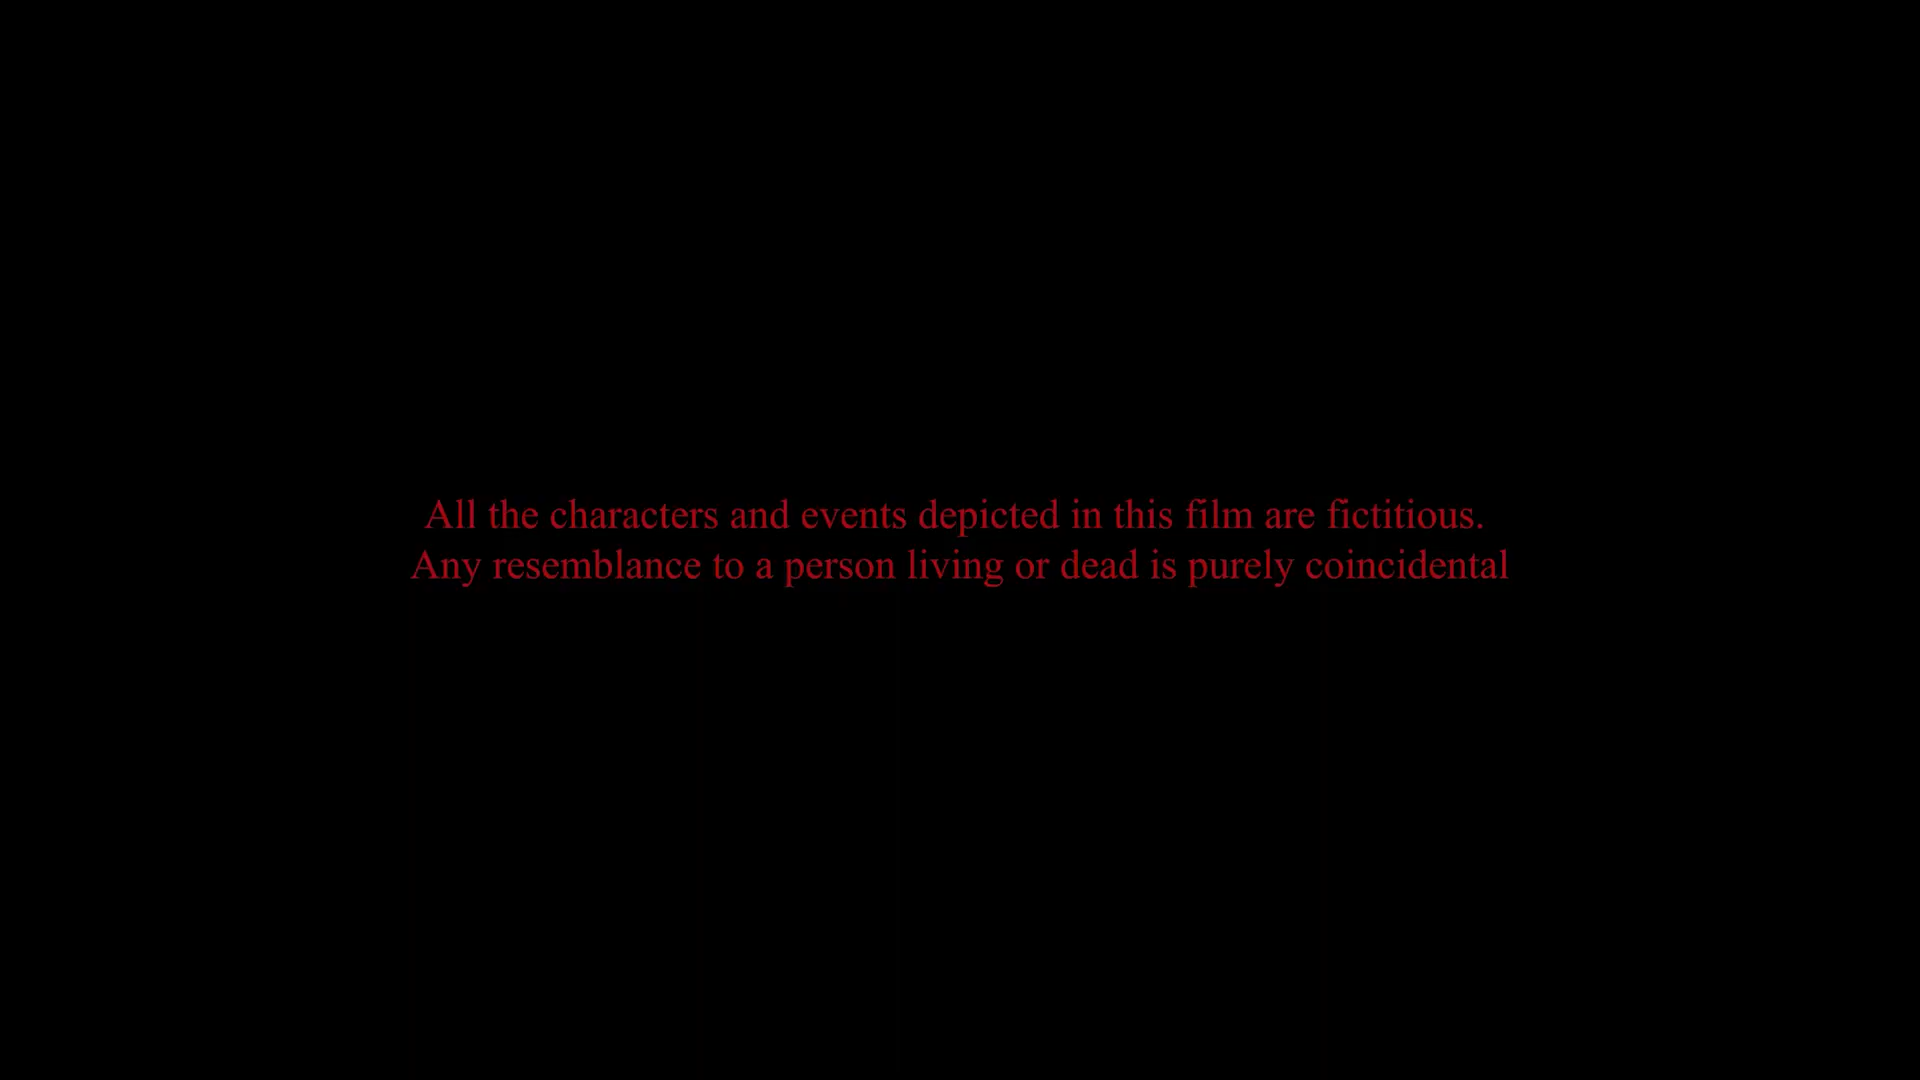 All the characters and events depicted in this film are fictitious.
Any resemblance to a person living or dead is purely coincidental